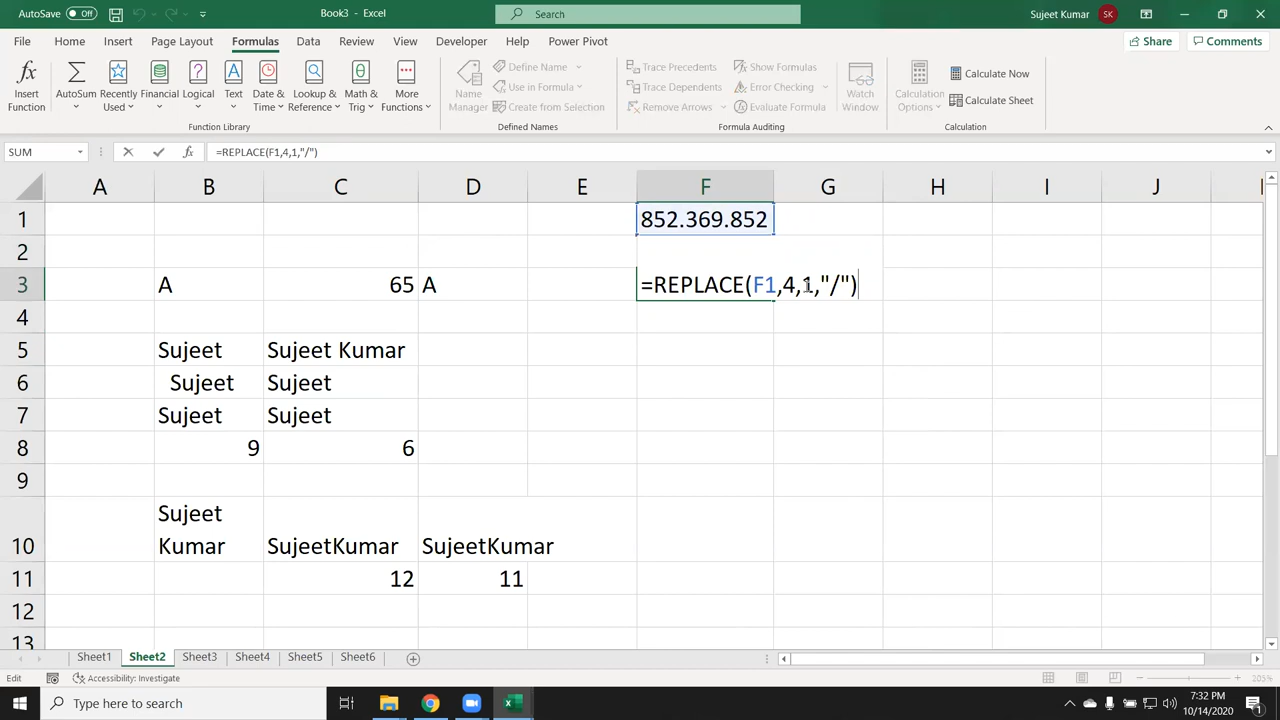 AutoSave Off Book3 - Excel Search Sujeet Kumar SK
File Home Insert Page Layout Formulas Data Review View Developer Help Power Pivot Share Comments
fx Insert Function
Σ AutoSum
Recently Used
Financial
Logical
? 
A Text
Date & Time
Lookup & Reference
θ Math & Trig
More Functions
Function Library
Name Manager
Define Name
Use in Formula
Create from Selection
Defined Names
Trace Precedents
Trace Dependents
Remove Arrows
Show Formulas
Error Checking
Evaluate Formula
Watch Window
Formula Auditing
Calculation Options
Calculate Now
Calculate Sheet
Calculation
SUM fx =REPLACE(F1,4,1,"/")
A B C D E F G H I J
1 852.369.852
2
3 A 65 A =REPLACE(F1,4,1,"/")
4
5 Sujeet Sujeet Kumar
6 Sujeet Sujeet
7 Sujeet Sujeet
8 9 6
9
Sujeet
10 Kumar SujeetKumar SujeetKumar
11 12 11
12
13
Sheet1 Sheet2 Sheet3 Sheet4 Sheet5 Sheet6
Edit Accessibility: Investigate 205%
Type here to search 7:32 PM
10/14/2020